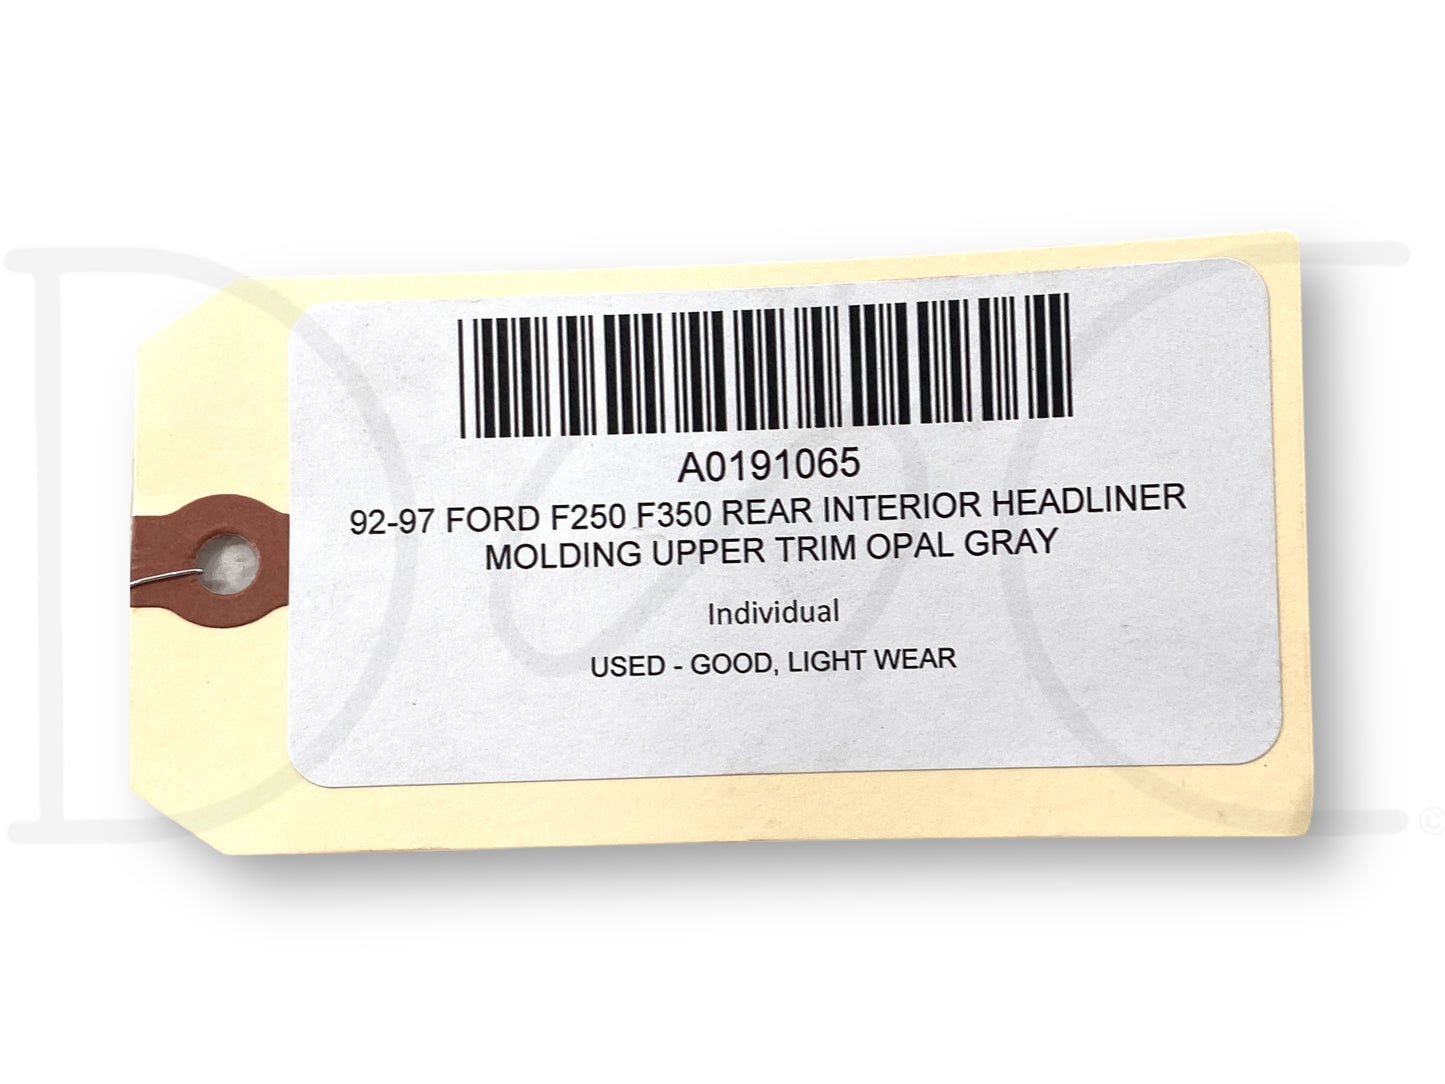 A0191065
92-97 FORD F250 F350 REAR INTERIOR HEADLINER
MOLDING UPPER TRIM OPAL GRAY
Individual
USED - GOOD, LIGHT WEAR
©